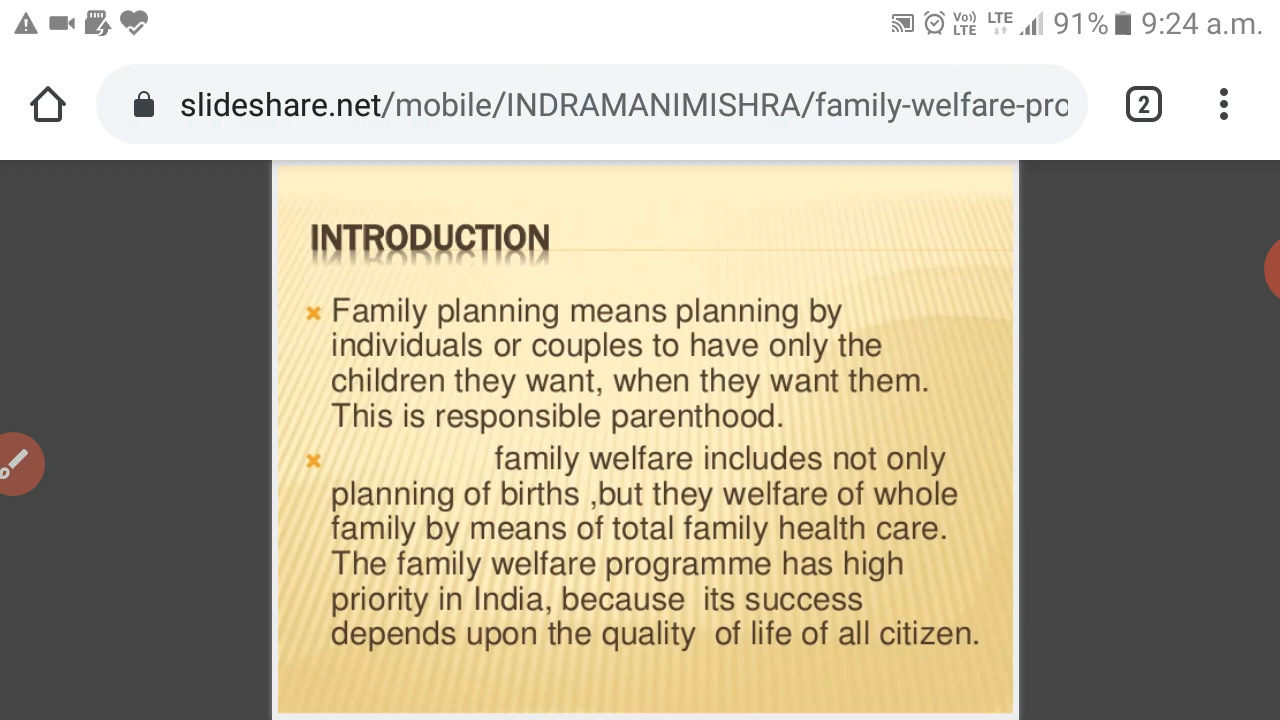 Vo) LTE LTE 91% 9:24 a.m.
slideshare.net/mobile/INDRAMANIMISHRA/family-welfare-pro 2
INTRODUCTION
Family planning means planning by
individuals or couples to have only the
children they want, when they want them.
This is responsible parenthood.
family welfare includes not only
planning of births ,but they welfare of whole
family by means of total family health care.
The family welfare programme has high
priority in India, because its success
depends upon the quality of life of all citizen.